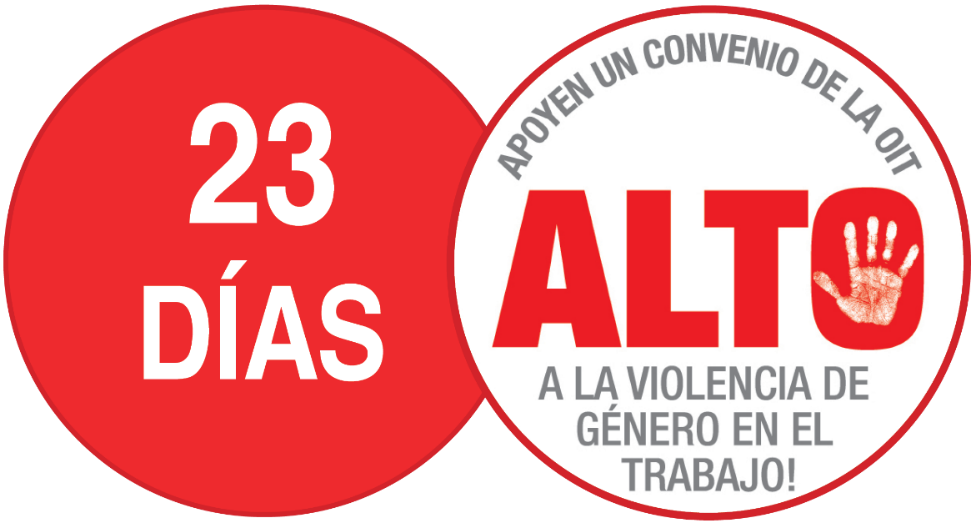 23
DÍAS
APOYEN UN CONVENIO DE LA OIT
ALTO
A LA VIOLENCIA DE
GÉNERO EN EL
TRABAJO!